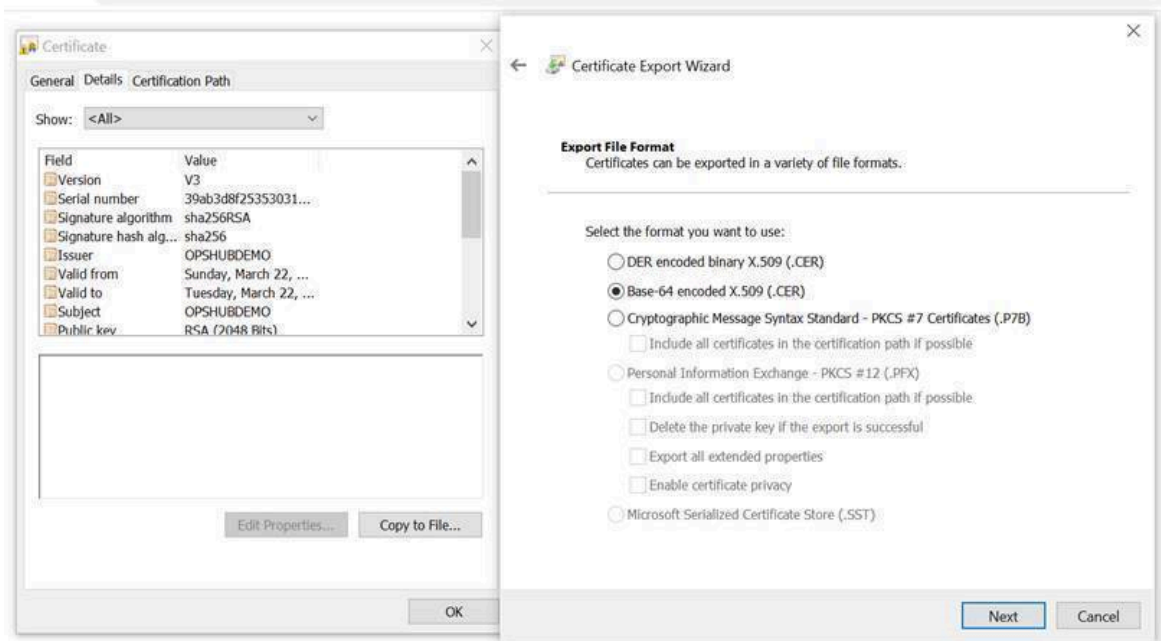 Certificate
General Details Certification Path
Show: <All>
Field Value
Version V3
Serial number 39ab3d8f25353031...
Signature algorithm sha256RSA
Signature hash alg... sha256
Issuer OPSHUBDEMO
Valid from Sunday, March 22, ...
Valid to Tuesday, March 22, ...
Subject OPSHUBDEMO
Public key RSA (2048 Bits)
Edit Properties...
Copy to File...
OK
Certificate Export Wizard
Export File Format
Certificates can be exported in a variety of file formats.
Select the format you want to use:
DER encoded binary X.509 (.CER)
Base-64 encoded X.509 (.CER)
Cryptographic Message Syntax Standard - PKCS #7 Certificates (.P7B)
Include all certificates in the certification path if possible
Personal Information Exchange - PKCS #12 (.PFX)
Include all certificates in the certification path if possible
Delete the private key if the export is successful
Export all extended properties
Enable certificate privacy
Microsoft Serialized Certificate Store (.SST)
Next
Cancel